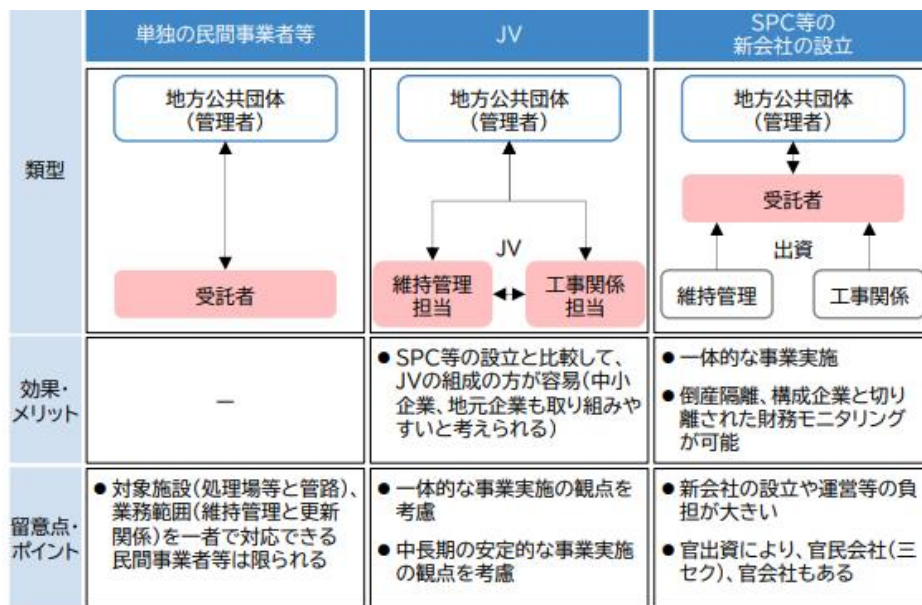 単独の民間事業者等
JV
SPC等の
新会社の設立
類型
地方公共団体
(管理者)
受託者
地方公共団体
(管理者)
JV
維持管理
担当
工事関係
担当
地方公共団体
(管理者)
受託者
出資
維持管理
工事関係
効果・
メリット
―
● SPC等の設立と比較して、
JVの組成の方が容易(中小
企業、地元企業も取り組みや
すいと考えられる)
● 一体的な事業実施
● 倒産隔離、構成企業と切り
離された財務モニタリング
が可能
留意点・
ポイント
● 対象施設(処理場等と管路)、
業務範囲(維持管理と更新
関係)を一者で対応できる
民間事業者等は限られる
● 一体的な事業実施の観点を
考慮
● 中長期の安定的な事業実施
の観点を考慮
● 新会社の設立や運営等の負
担が大きい
● 官出資により、官民会社(三
セク)、官会社もある